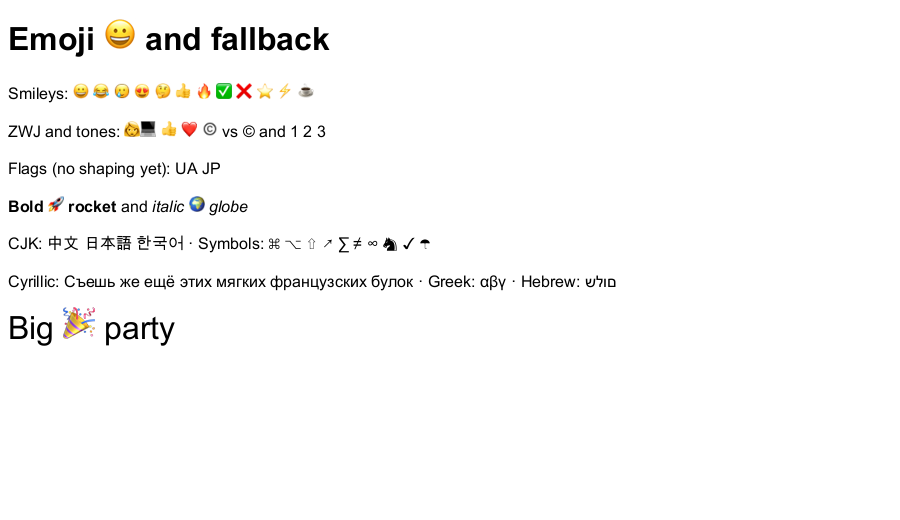 Emoji 😀 and fallback
Smileys: 😀 😂 🥲 😍 🤔 👍 🔥 ✅ ❌ ⭐ ⚡ ☕
ZWJ and tones: 👩💻 👍 ❤️ ©️ vs © and 1 2 3
Flags (no shaping yet): UA JP
Bold 🚀 rocket and italic 🌍 globe
CJK: 中文 日本語 한국어 · Symbols: ⌘ ⌥ ⇧ ↗ ∑ ≠ ∞ ♞ ✓ ☂
Cyrillic: Съешь же ещё этих мягких французских булок · Greek: αβγ · Hebrew: םולש
Big 🎉 party